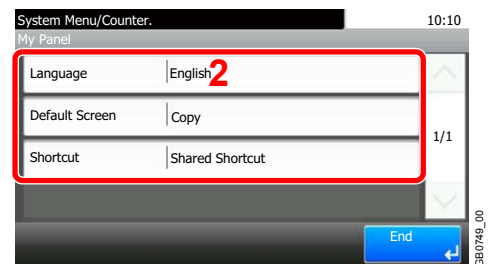 System Menu/Counter. 10:10
My Panel
Language English 2
Default Screen Copy
1/1
Shortcut Shared Shortcut
End
GB0749_00